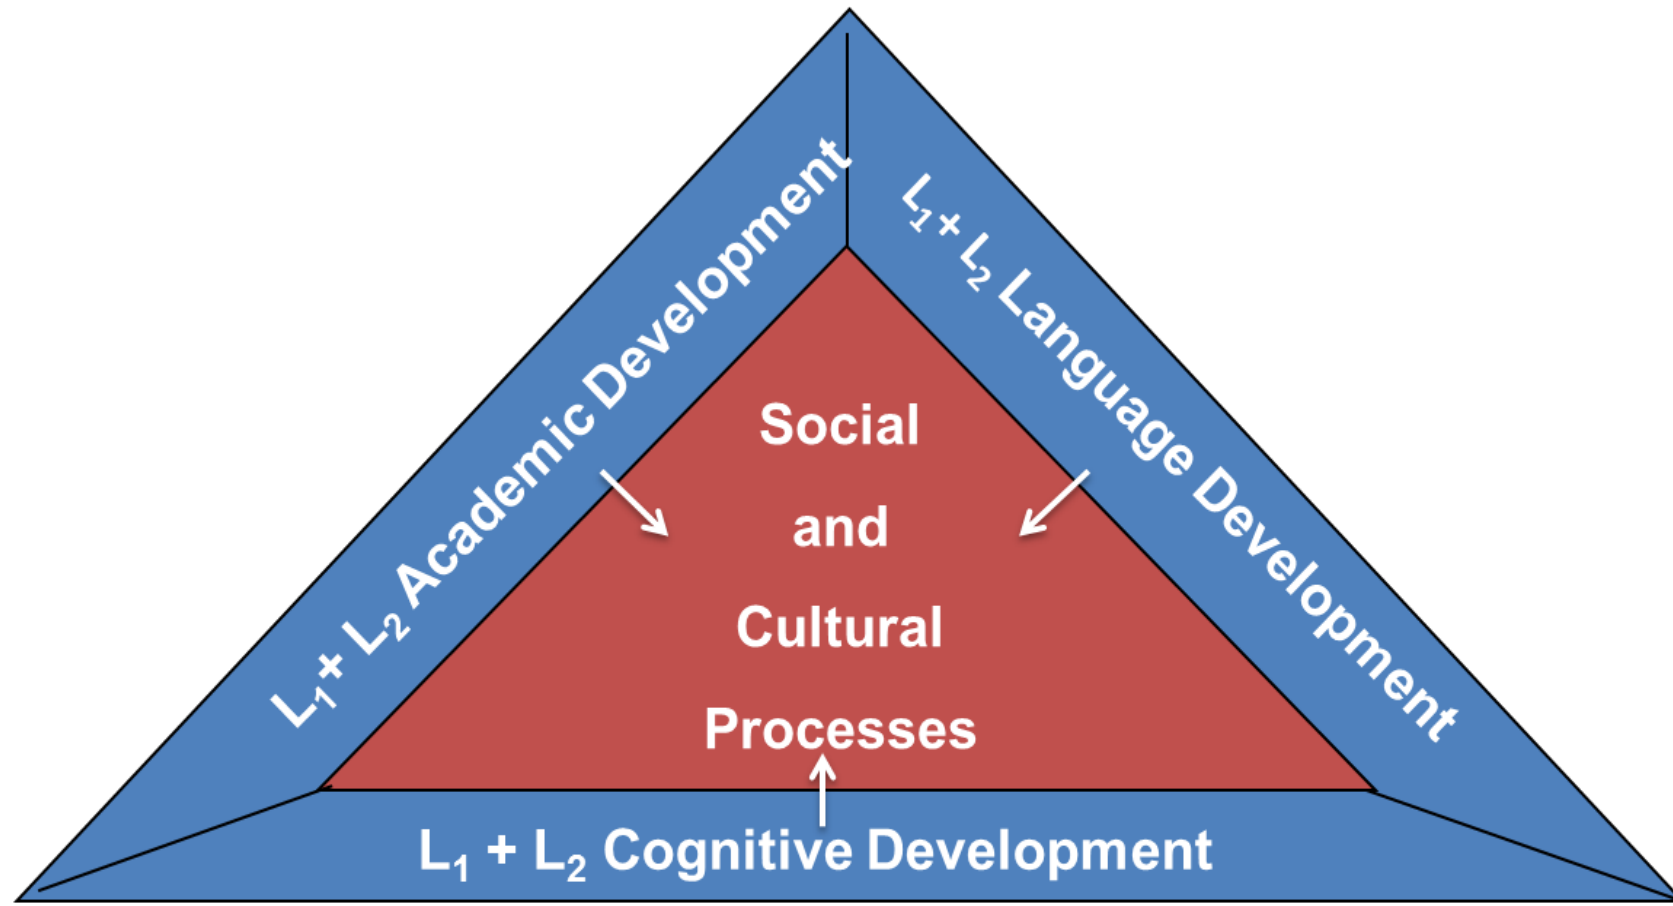 L₁+ L₂ Academic Development
L₁+ L₂ Language Development
Social
and
Cultural
Processes
L₁ + L₂ Cognitive Development